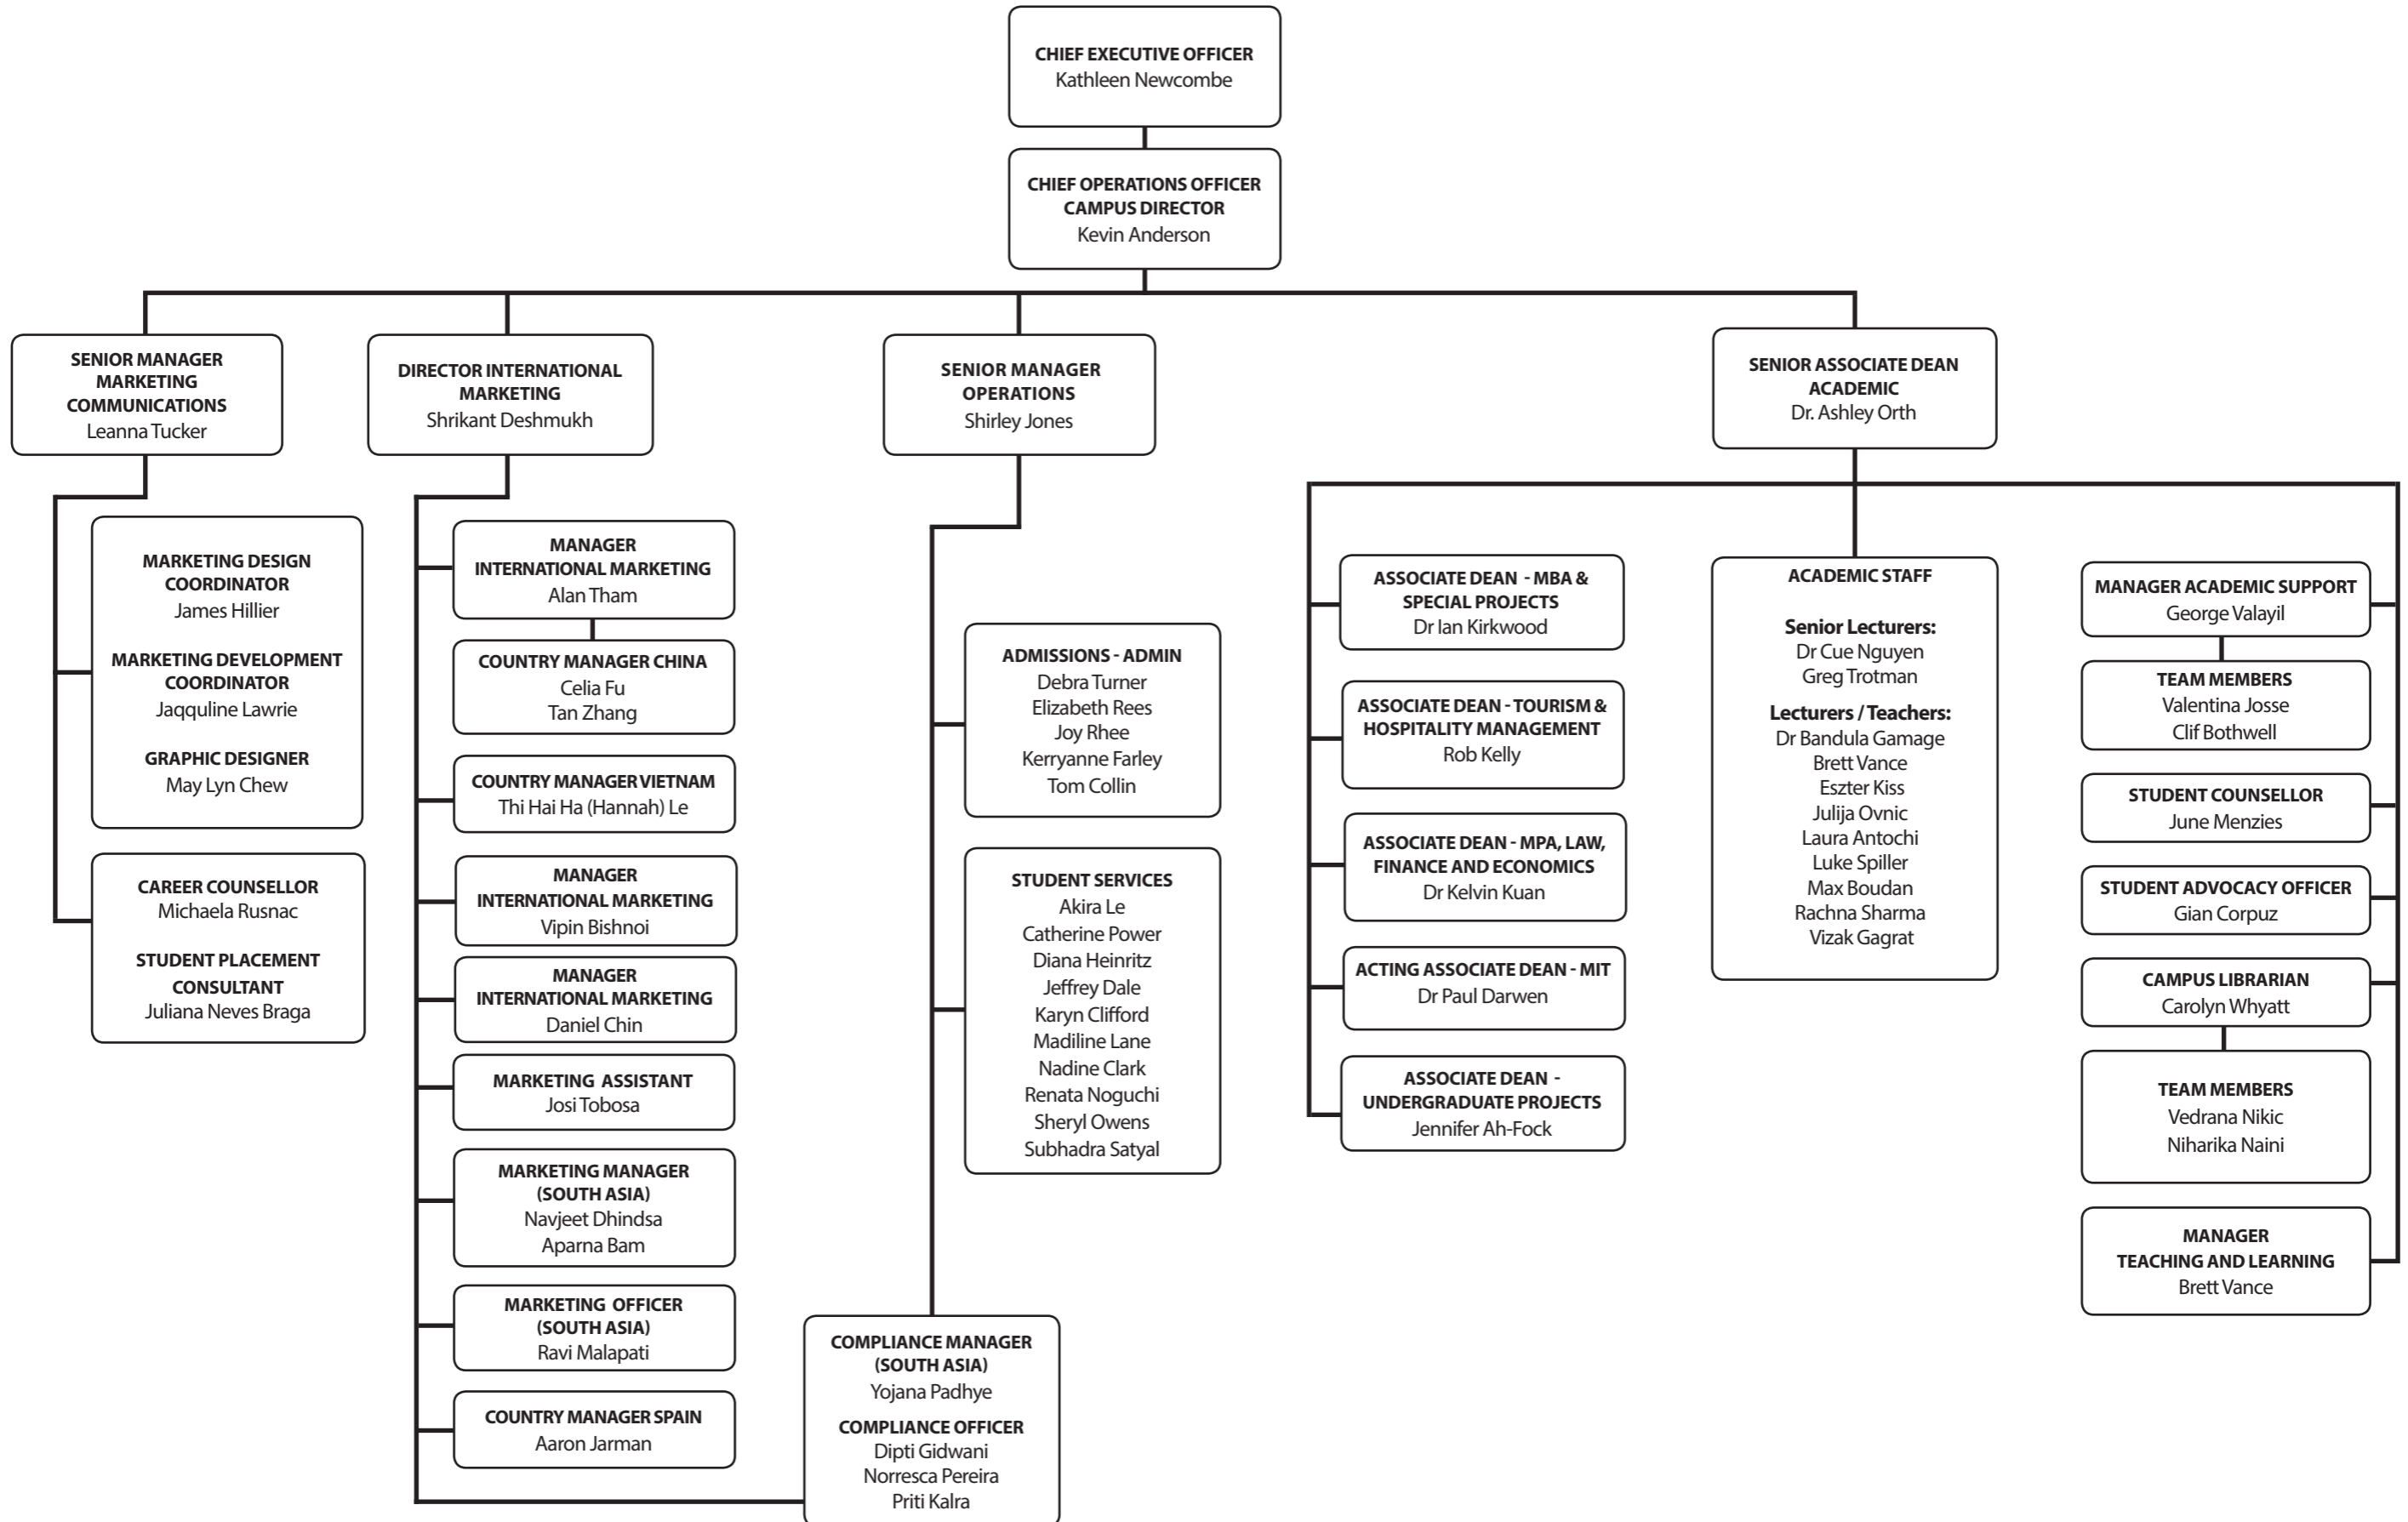 CHIEF EXECUTIVE OFFICER
Kathleen Newcombe
CHIEF OPERATIONS OFFICER
CAMPUS DIRECTOR
Kevin Anderson
SENIOR MANAGER
MARKETING
COMMUNICATIONS
Leanna Tucker
DIRECTOR INTERNATIONAL
MARKETING
Shrikant Deshmukh
SENIOR MANAGER
OPERATIONS
Shirley Jones
SENIOR ASSOCIATE DEAN
ACADEMIC
Dr. Ashley Orth
MARKETING DESIGN
COORDINATOR
James Hillier
MARKETING DEVELOPMENT
COORDINATOR
Jaqquline Lawrie
GRAPHIC DESIGNER
May Lyn Chew
CAREER COUNSELLOR
Michaela Rusnac
STUDENT PLACEMENT
CONSULTANT
Juliana Neves Braga
MANAGER
INTERNATIONAL MARKETING
Alan Tham
COUNTRY MANAGER CHINA
Celia Fu
Tan Zhang
COUNTRY MANAGER VIETNAM
Thi Hai Ha (Hannah) Le
MANAGER
INTERNATIONAL MARKETING
Vipin Bishnoi
MANAGER
INTERNATIONAL MARKETING
Daniel Chin
MARKETING ASSISTANT
Josi Tobosa
MARKETING MANAGER
(SOUTH ASIA)
Navjeet Dhindsa
Aparna Bam
MARKETING OFFICER
(SOUTH ASIA)
Ravi Malapati
COUNTRY MANAGER SPAIN
Aaron Jarman
ADMISSIONS - ADMIN
Debra Turner
Elizabeth Rees
Joy Rhee
Kerryanne Farley
Tom Collin
STUDENT SERVICES
Akira Le
Catherine Power
Diana Heinritz
Jeffrey Dale
Karyn Clifford
Madiline Lane
Nadine Clark
Renata Noguchi
Sheryl Owens
Subhadra Satyal
COMPLIANCE MANAGER
(SOUTH ASIA)
Yojana Padhye
COMPLIANCE OFFICER
Dipti Gidwani
Norresca Pereira
Priti Kalra
ASSOCIATE DEAN - MBA &
SPECIAL PROJECTS
Dr Ian Kirkwood
ASSOCIATE DEAN - TOURISM &
HOSPITALITY MANAGEMENT
Rob Kelly
ASSOCIATE DEAN - MPA, LAW,
FINANCE AND ECONOMICS
Dr Kelvin Kuan
ACTING ASSOCIATE DEAN - MIT
Dr Paul Darwen
ASSOCIATE DEAN -
UNDERGRADUATE PROJECTS
Jennifer Ah-Fock
ACADEMIC STAFF
Senior Lecturers:
Dr Cue Nguyen
Greg Trotman
Lecturers / Teachers:
Dr Bandula Gamage
Brett Vance
Eszter Kiss
Julija Ovnic
Laura Antochi
Luke Spiller
Max Boudan
Rachna Sharma
Vizak Gagrat
MANAGER ACADEMIC SUPPORT
George Valayil
TEAM MEMBERS
Valentina Josse
Clif Bothwell
STUDENT COUNSELLOR
June Menzies
STUDENT ADVOCACY OFFICER
Gian Corpuz
CAMPUS LIBRARIAN
Carolyn Whyatt
TEAM MEMBERS
Vedrana Nikic
Niharika Naini
MANAGER
TEACHING AND LEARNING
Brett Vance